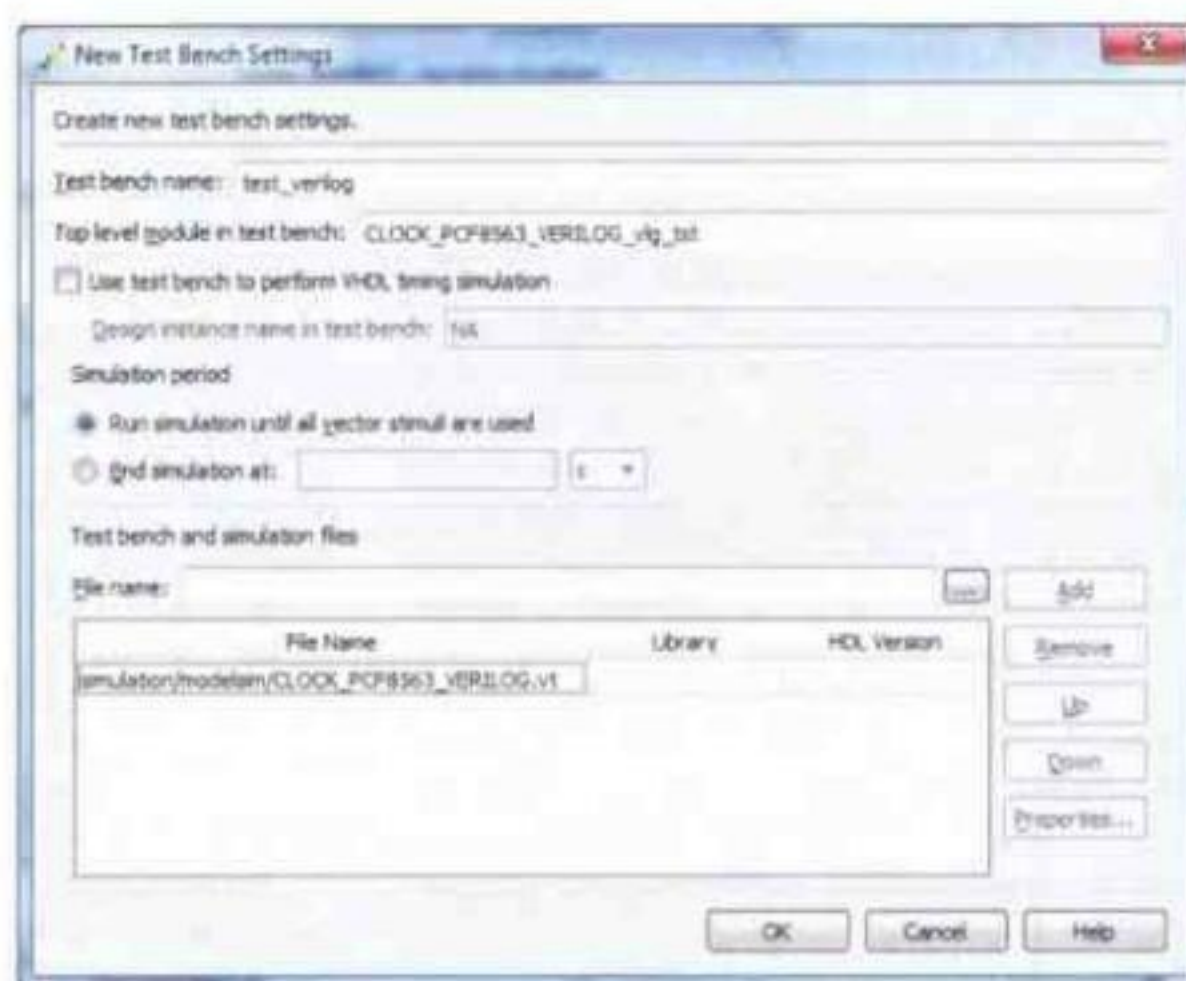 New Test Bench Settings
Create new test bench settings.
Test bench name: test_verilog
Top level module in test bench: CLOCK_PCF8563_VERILOG_vlg_tst
Use test bench to perform VHDL timing simulation
Design instance name in test bench: NA
Simulation period
Run simulation until all vector stimuli are used
End simulation at: s
Test bench and simulation files
File name: ... Add
File Name Library HDL Version Remove
simulation/modelsim/CLOCK_PCF8563_VERILOG.vt
Up
Down
Properties...
OK Cancel Help